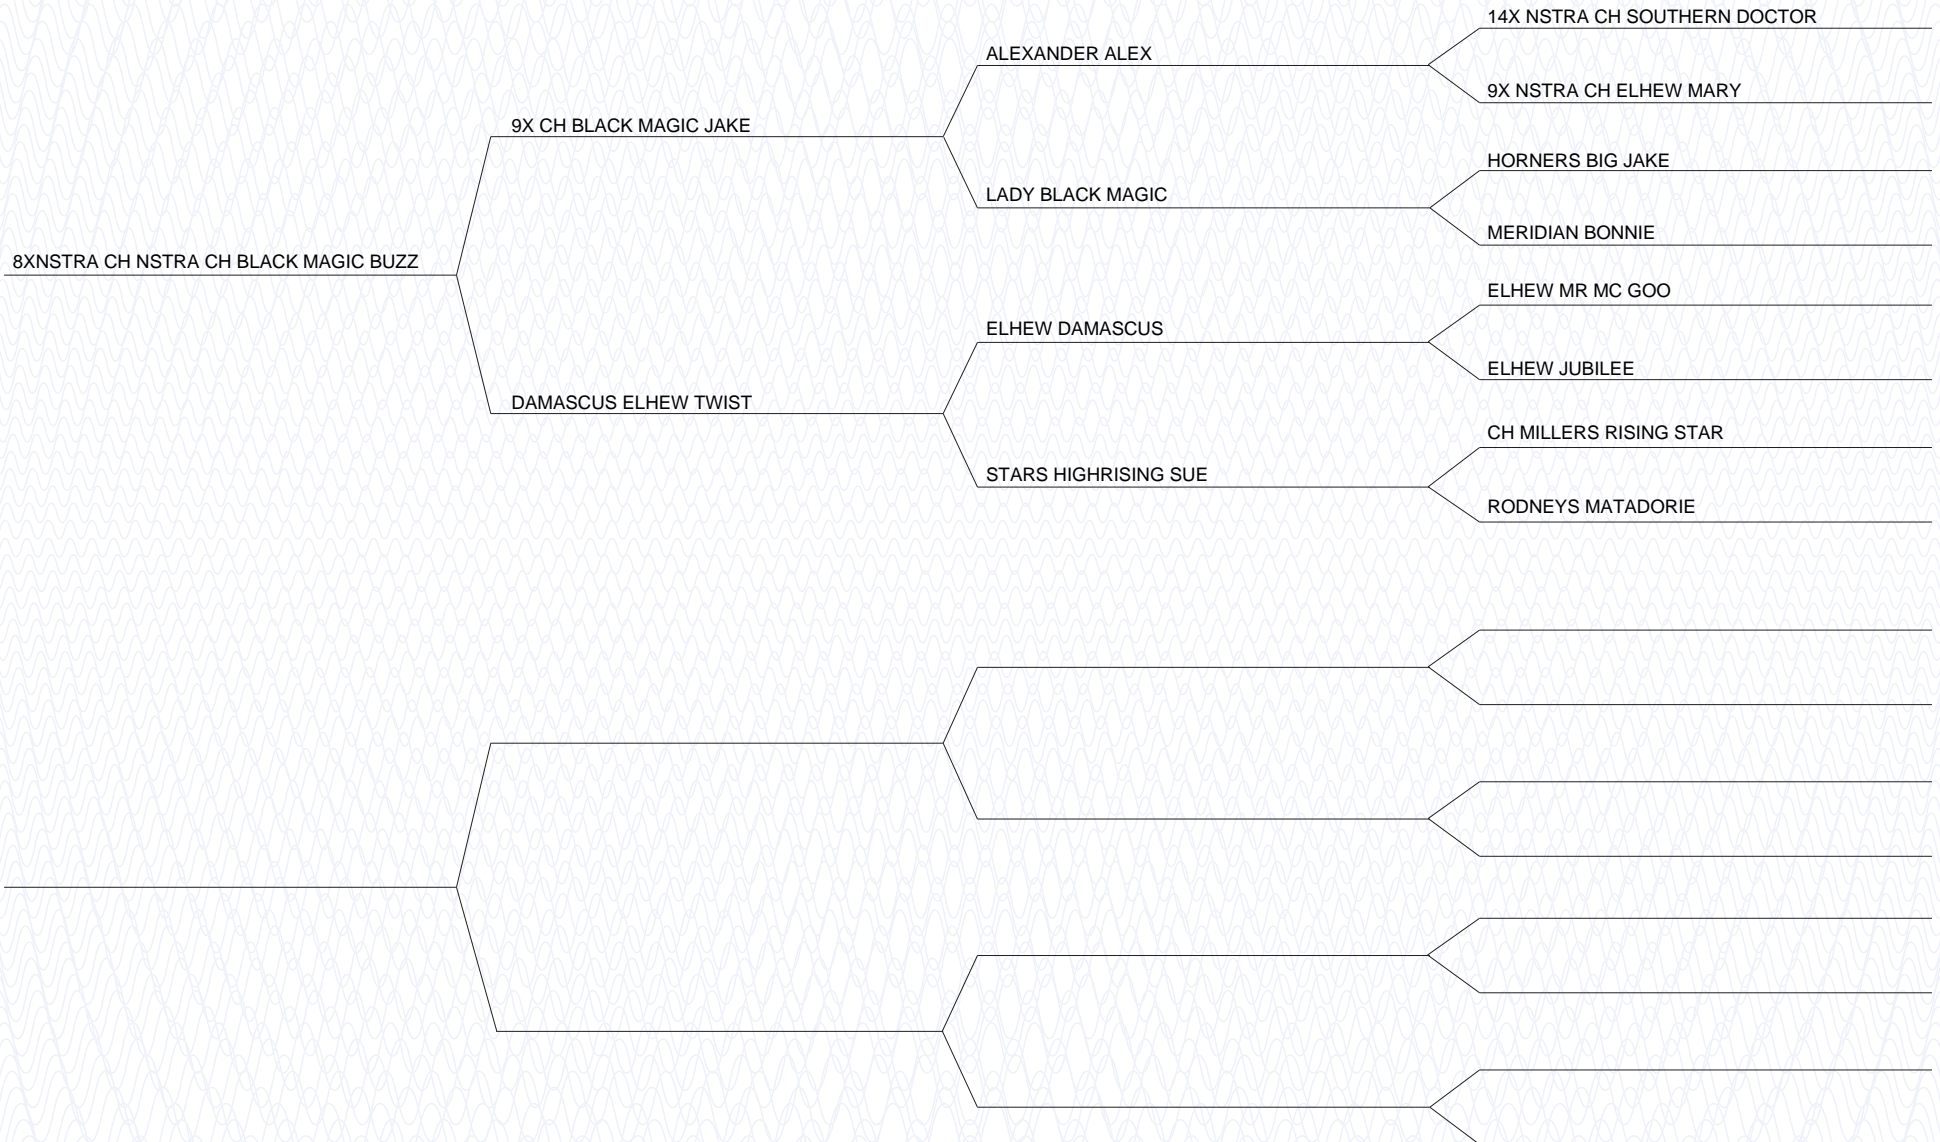 14X NSTRA CH SOUTHERN DOCTOR
ALEXANDER ALEX
9X NSTRA CH ELHEW MARY
9X CH BLACK MAGIC JAKE
HORNERS BIG JAKE
LADY BLACK MAGIC
MERIDIAN BONNIE
8XNSTRA CH NSTRA CH BLACK MAGIC BUZZ
ELHEW MR MC GOO
ELHEW DAMASCUS
ELHEW JUBILEE
DAMASCUS ELHEW TWIST
CH MILLERS RISING STAR
STARS HIGHRISING SUE
RODNEYS MATADORIE